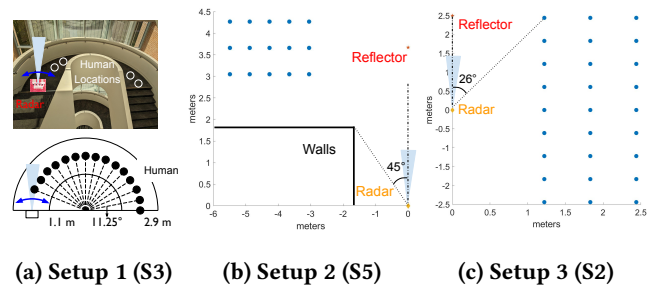 Human
Locations
Radar
Human
1.1 m
11.25°
2.9 m
(a) Setup 1 (S3)
4.5
4
3.5
3
2.5
2
1.5
1
0.5
0
meters
Reflector
Walls
45°
Radar
-6
-5
-4
-3
-2
-1
0
meters
(b) Setup 2 (S5)
2.5
2
1.5
1
0.5
0
-0.5
-1
-1.5
-2
-2.5
meters
Reflector
26°
Radar
0
0.5
1
1.5
2
2.5
meters
(c) Setup 3 (S2)